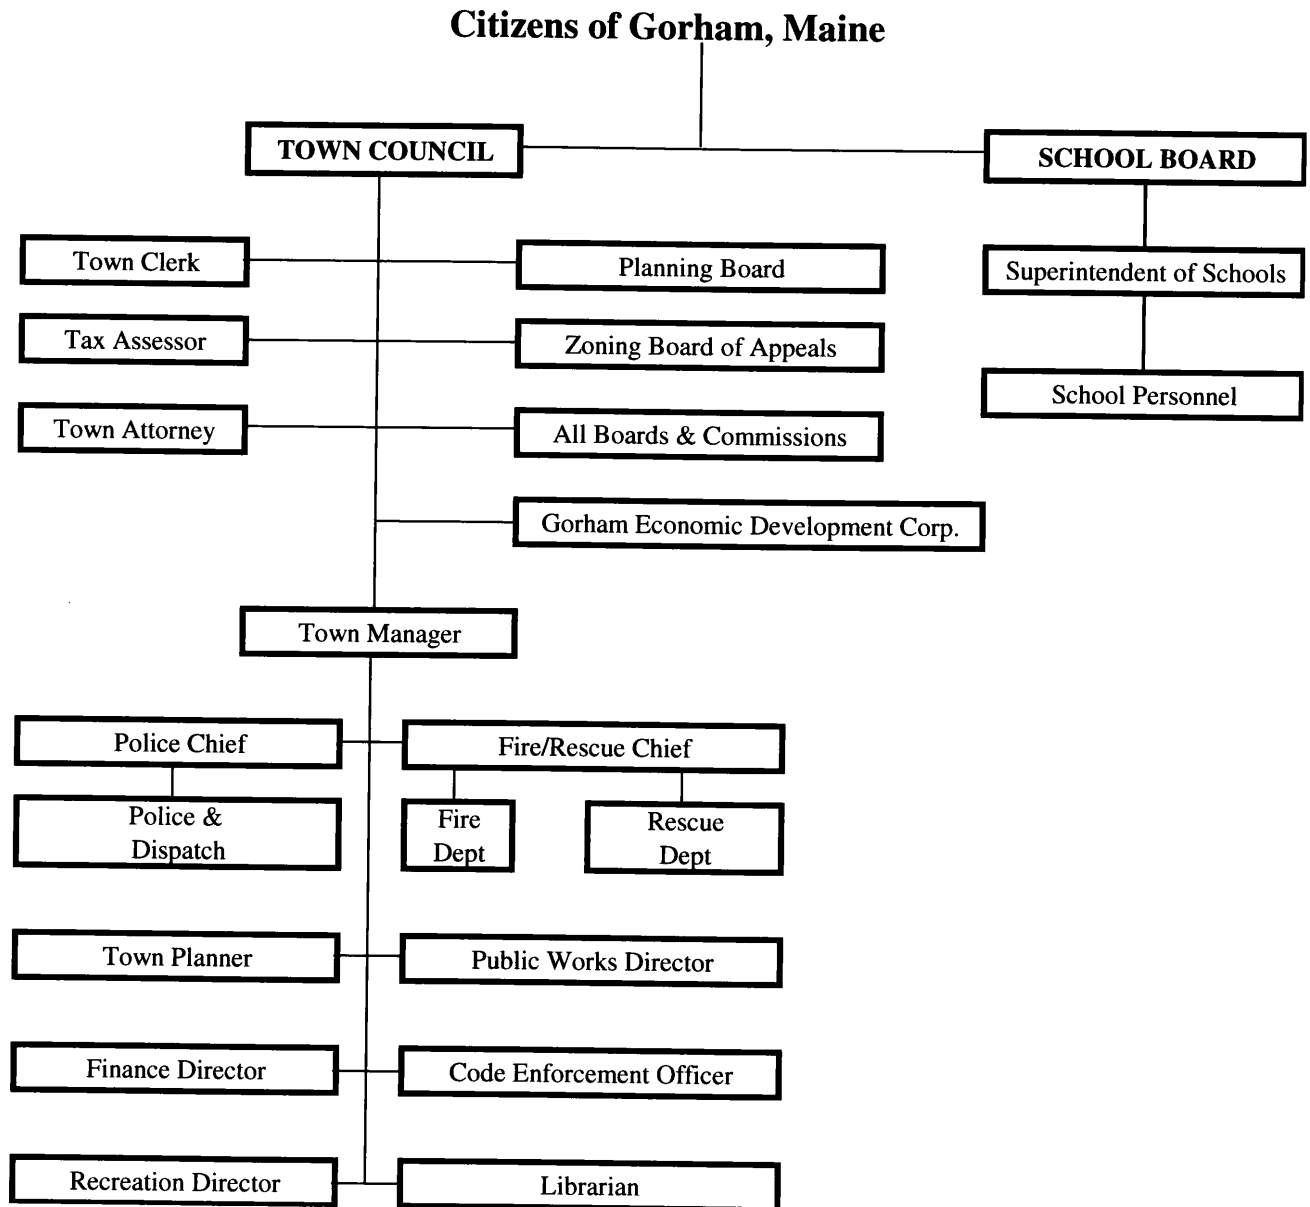 Citizens of Gorham, Maine
TOWN COUNCIL
SCHOOL BOARD
Town Clerk
Planning Board
Superintendent of Schools
Tax Assessor
Zoning Board of Appeals
School Personnel
Town Attorney
All Boards & Commissions
Gorham Economic Development Corp.
Town Manager
Police Chief
Fire/Rescue Chief
Police &
Dispatch
Fire
Dept
Rescue
Dept
Town Planner
Public Works Director
Finance Director
Code Enforcement Officer
Recreation Director
Librarian